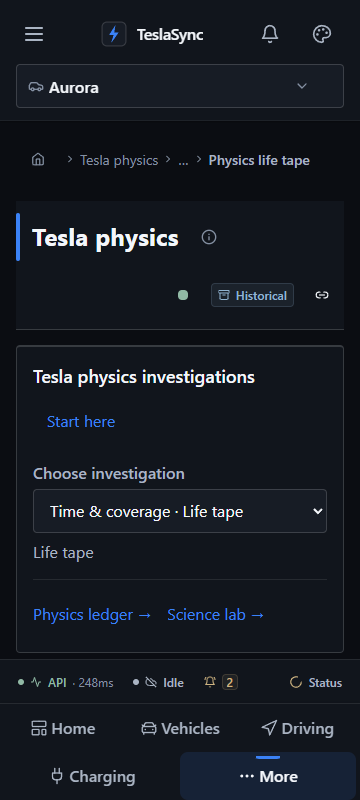 TeslaSync
Aurora
Tesla physics ... Physics life tape
Tesla physics
Historical
Tesla physics investigations
Start here
Choose investigation
Time & coverage · Life tape
Life tape
Physics ledger → Science lab →
API · 248ms Idle 2 Status
Home Vehicles Driving
Charging ··· More